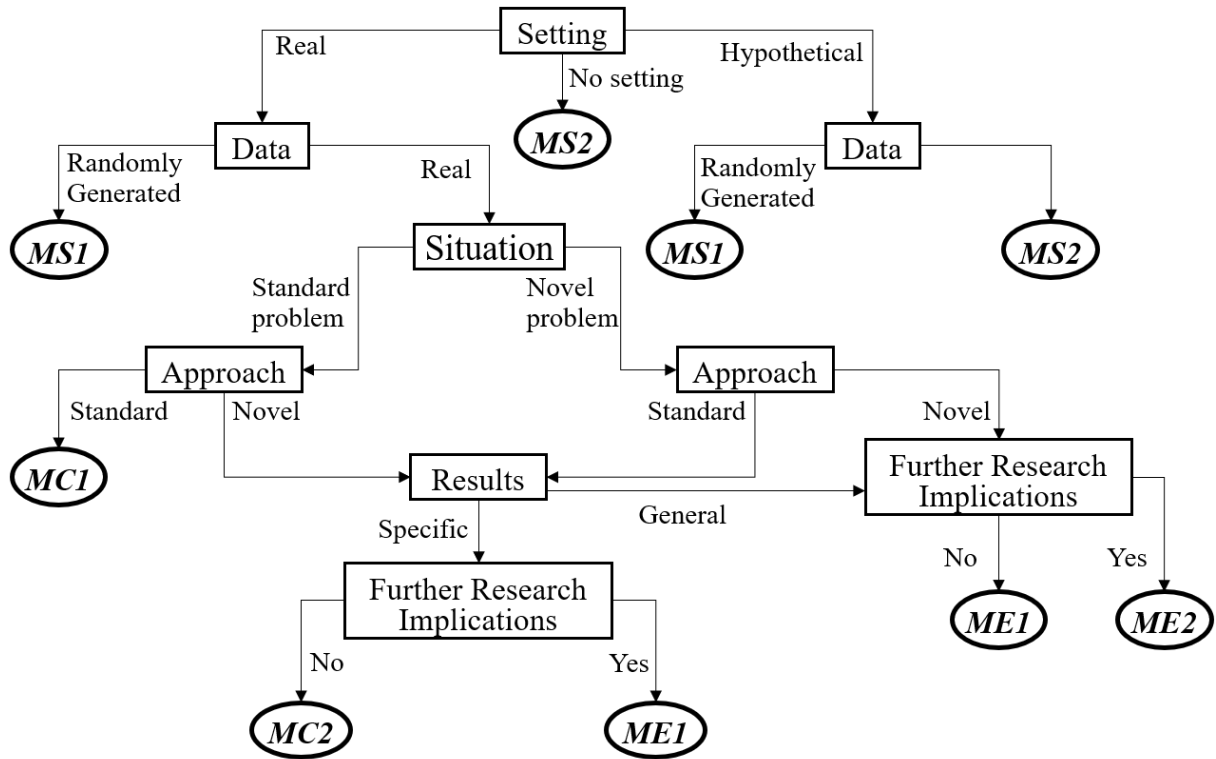 Setting
Real
Hypothetical
No setting
MS2
Data
Data
Randomly
Generated
Real
Randomly
Generated
MS1
Situation
MS1
MS2
Standard
problem
Novel
problem
Approach
Approach
Standard
Novel
Standard
Novel
MC1
Results
Further Research
Implications
General
Specific
No
Yes
Further Research
Implications
ME1
ME2
No
Yes
MC2
ME1